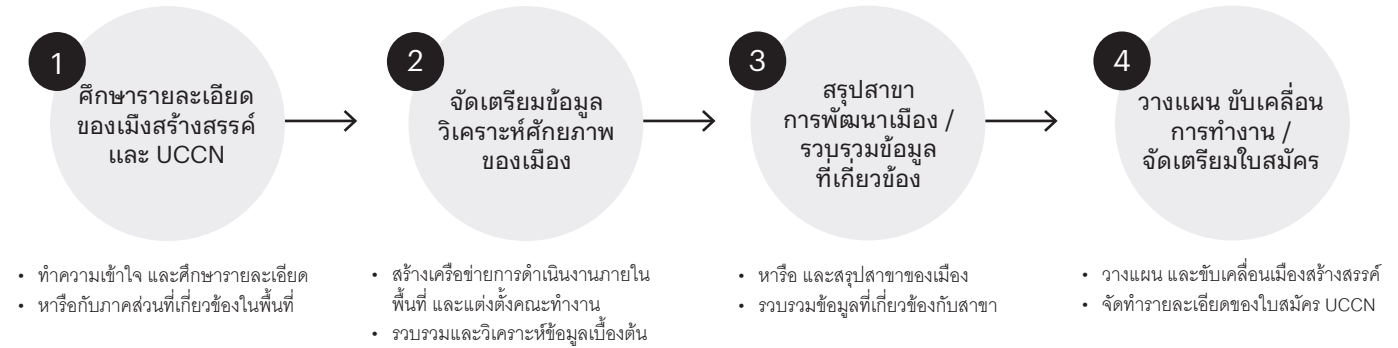 1
ศึกษารายละเอียด
ของเมืงสร้างสรรค์
และ UCCN
2
จัดเตรียมข้อมูล
วิเคราะห์ศักยภาพ
ของเมือง
3
สรุปสาขา
การพัฒนาเมือง /
รวบรวมข้อมูล
ที่เกี่ยวข้อง
4
วางแผน ขับเคลื่อน
การทำงาน /
จัดเตรียมใบสมัคร
• ทำความเข้าใจ และศึกษารายละเอียด
• หารือกับภาคส่วนที่เกี่ยวข้องในพื้นที่
• สร้างเครือข่ายการดำเนินงานภายใน
พื้นที่ และแต่งตั้งคณะทำงาน
• รวบรวมและวิเคราะห์ข้อมูลเบื้องต้น
• หารือ และสรุปสาขาของเมือง
• รวบรวมข้อมูลที่เกี่ยวข้องกับสาขา
• วางแผน และขับเคลื่อนเมืองสร้างสรรค์
• จัดทำรายละเอียดของใบสมัคร UCCN